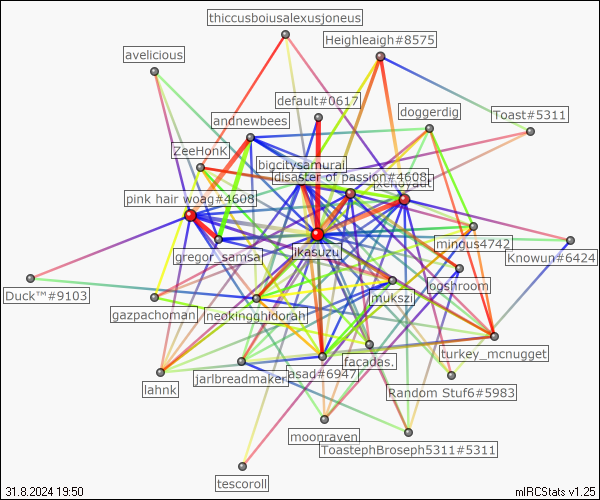 thiccusboiusalexusjoneus
Heighleaigh#8575
avelicious
default#0617
doggerdig
Toast#5311
andnewbees
ZeeHonK
bigcitysamurai
disaster of passion#4608
pink hair woag#4608
mingus4742
gregor_samsa
ikasuzu
Knowun#6424
Duck™#9103
mukszi
ogshroom
gazpachoman
neokingghidorah
facadas.
turkey_mcnugget
lahnk
jarlbreadmaker
asad#6947
Random Stuf6#5983
moonraven
ToastephBroseph5311#5311
tescoroll
31.8.2024 19:50
mIRCStats v1.25